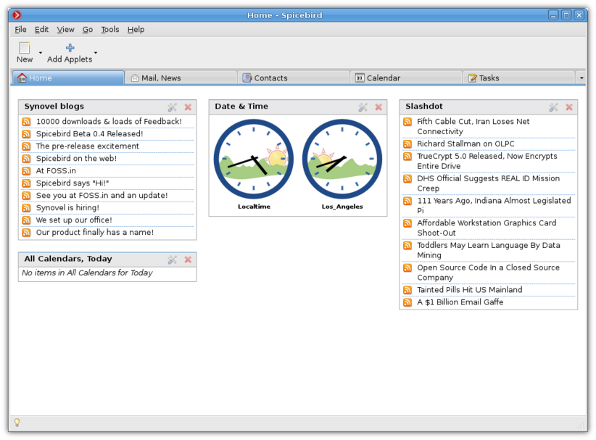 Home - Spicebird
File Edit View Go Tools Help
New Add Applets
Home Mail, News Contacts 31 Calendar Tasks
Synovel blogs
10000 downloads & loads of Feedback!
Spicebird Beta 0.4 Released!
The pre-release excitement
Spicebird on the web!
At FOSS.in
Spicebird says "Hi!"
See you at FOSS.in and an update!
Synovel is hiring!
We set up our office!
Our product finally has a name!
All Calendars, Today
No items in All Calendars for Today
Date & Time
Localtime Los_Angeles
Slashdot
Fifth Cable Cut, Iran Loses Net
Connectivity
Richard Stallman on OLPC
TrueCrypt 5.0 Released, Now Encrypts
Entire Drive
DHS Official Suggests REAL ID Mission
Creep
111 Years Ago, Indiana Almost Legislated
Pi
Affordable Workstation Graphics Card
Shoot-Out
Toddlers May Learn Language By Data
Mining
Open Source Code In a Closed Source
Company
Tainted Pills Hit US Mainland
A $1 Billion Email Gaffe